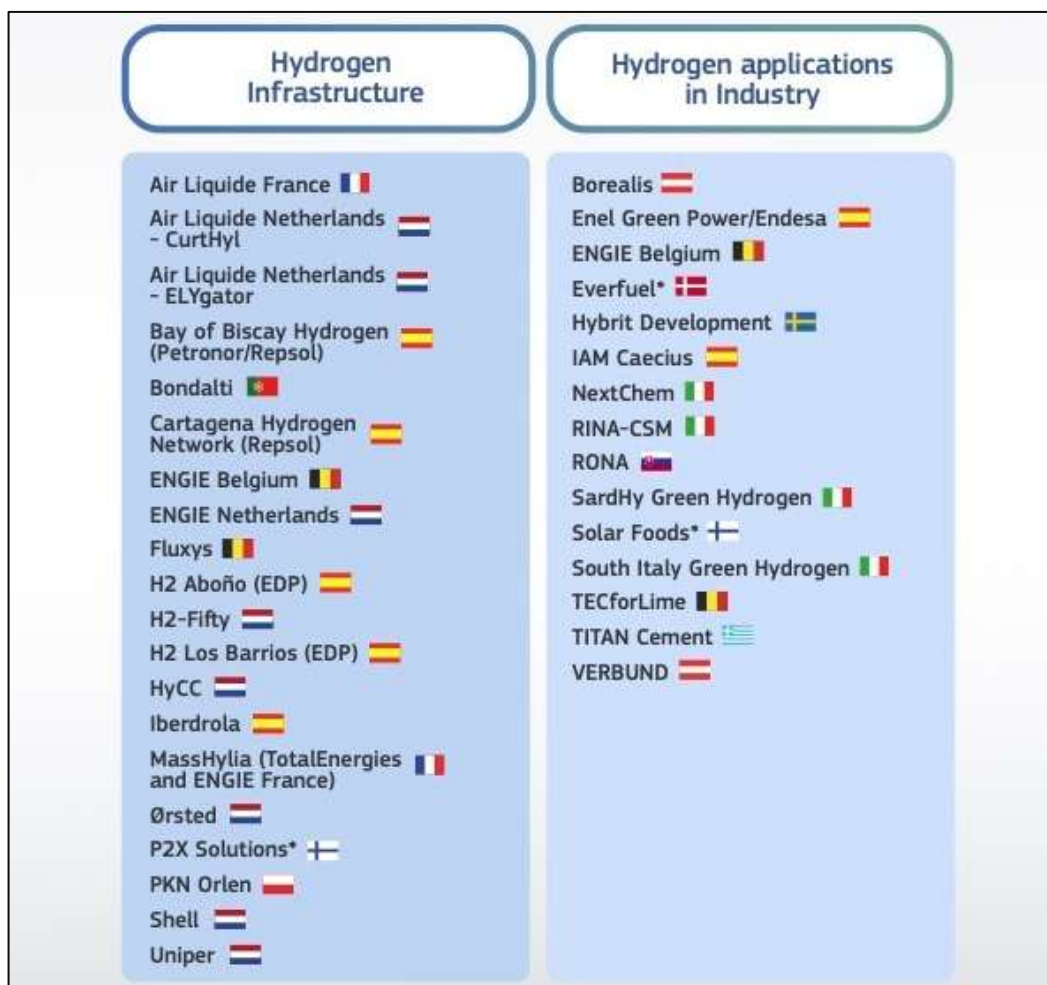 Hydrogen
Infrastructure
Air Liquide France
Air Liquide Netherlands
- CurtHyl
Air Liquide Netherlands
- ELYgator
Bay of Biscay Hydrogen
(Petronor/Repsol)
Bondalti
Cartagena Hydrogen
Network (Repsol)
ENGIE Belgium
ENGIE Netherlands
Fluxys
H2 Aboño (EDP)
H2-Fifty
H2 Los Barrios (EDP)
HyCC
Iberdrola
MassHylia (TotalEnergies
and ENGIE France)
Ørsted
P2X Solutions*
PKN Orlen
Shell
Uniper
Hydrogen applications
in Industry
Borealis
Enel Green Power/Endesa
ENGIE Belgium
Everfuel*
Hybrit Development
IAM Caecius
NextChem
RINA-CSM
RONA
SardHy Green Hydrogen
Solar Foods*
South Italy Green Hydrogen
TECforLime
TITAN Cement
VERBUND